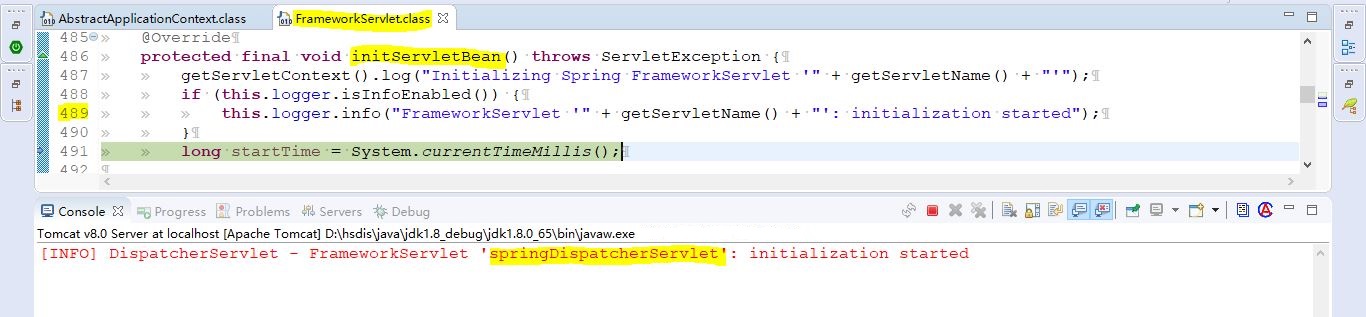 AbstractApplicationContext.class FrameworkServlet.class
485 @Override
486 protected final void initServletBean() throws ServletException {
487 getServletContext().log("Initializing Spring FrameworkServlet '" + getServletName() + "'");
488 if (this.logger.isInfoEnabled()) {
489 this.logger.info("FrameworkServlet '" + getServletName() + "': initialization started");
490 }
491 long startTime = System.currentTimeMillis();
492
Console Progress Problems Servers Debug
Tomcat v8.0 Server at localhost [Apache Tomcat] D:\hsdis\java\jdk1.8_debug\jdk1.8.0_65\bin\javaw.exe
[INFO] DispatcherServlet - FrameworkServlet 'springDispatcherServlet': initialization started